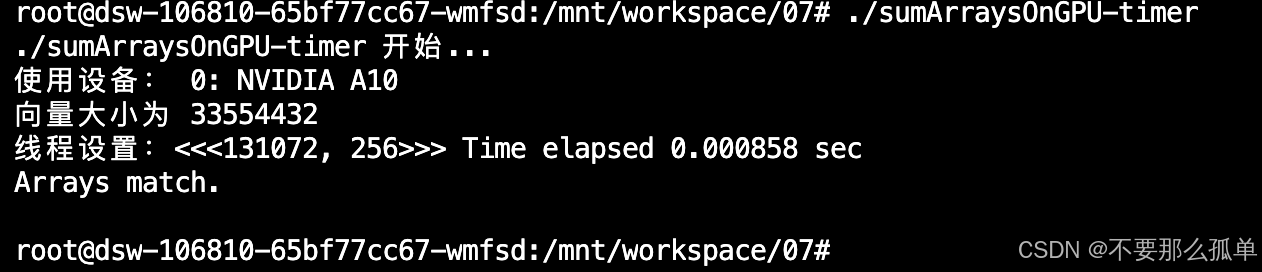 root@dsw-106810-65bf77cc67-wmfsd:/mnt/workspace/07# ./sumArraysOnGPU-timer
./sumArraysOnGPU-timer 开始...
使用设备： 0: NVIDIA A10
向量大小为 33554432
线程设置：<<<131072, 256>>> Time elapsed 0.000858 sec
Arrays match.
root@dsw-106810-65bf77cc67-wmfsd:/mnt/workspace/07#
CSDN @不要那么孤单